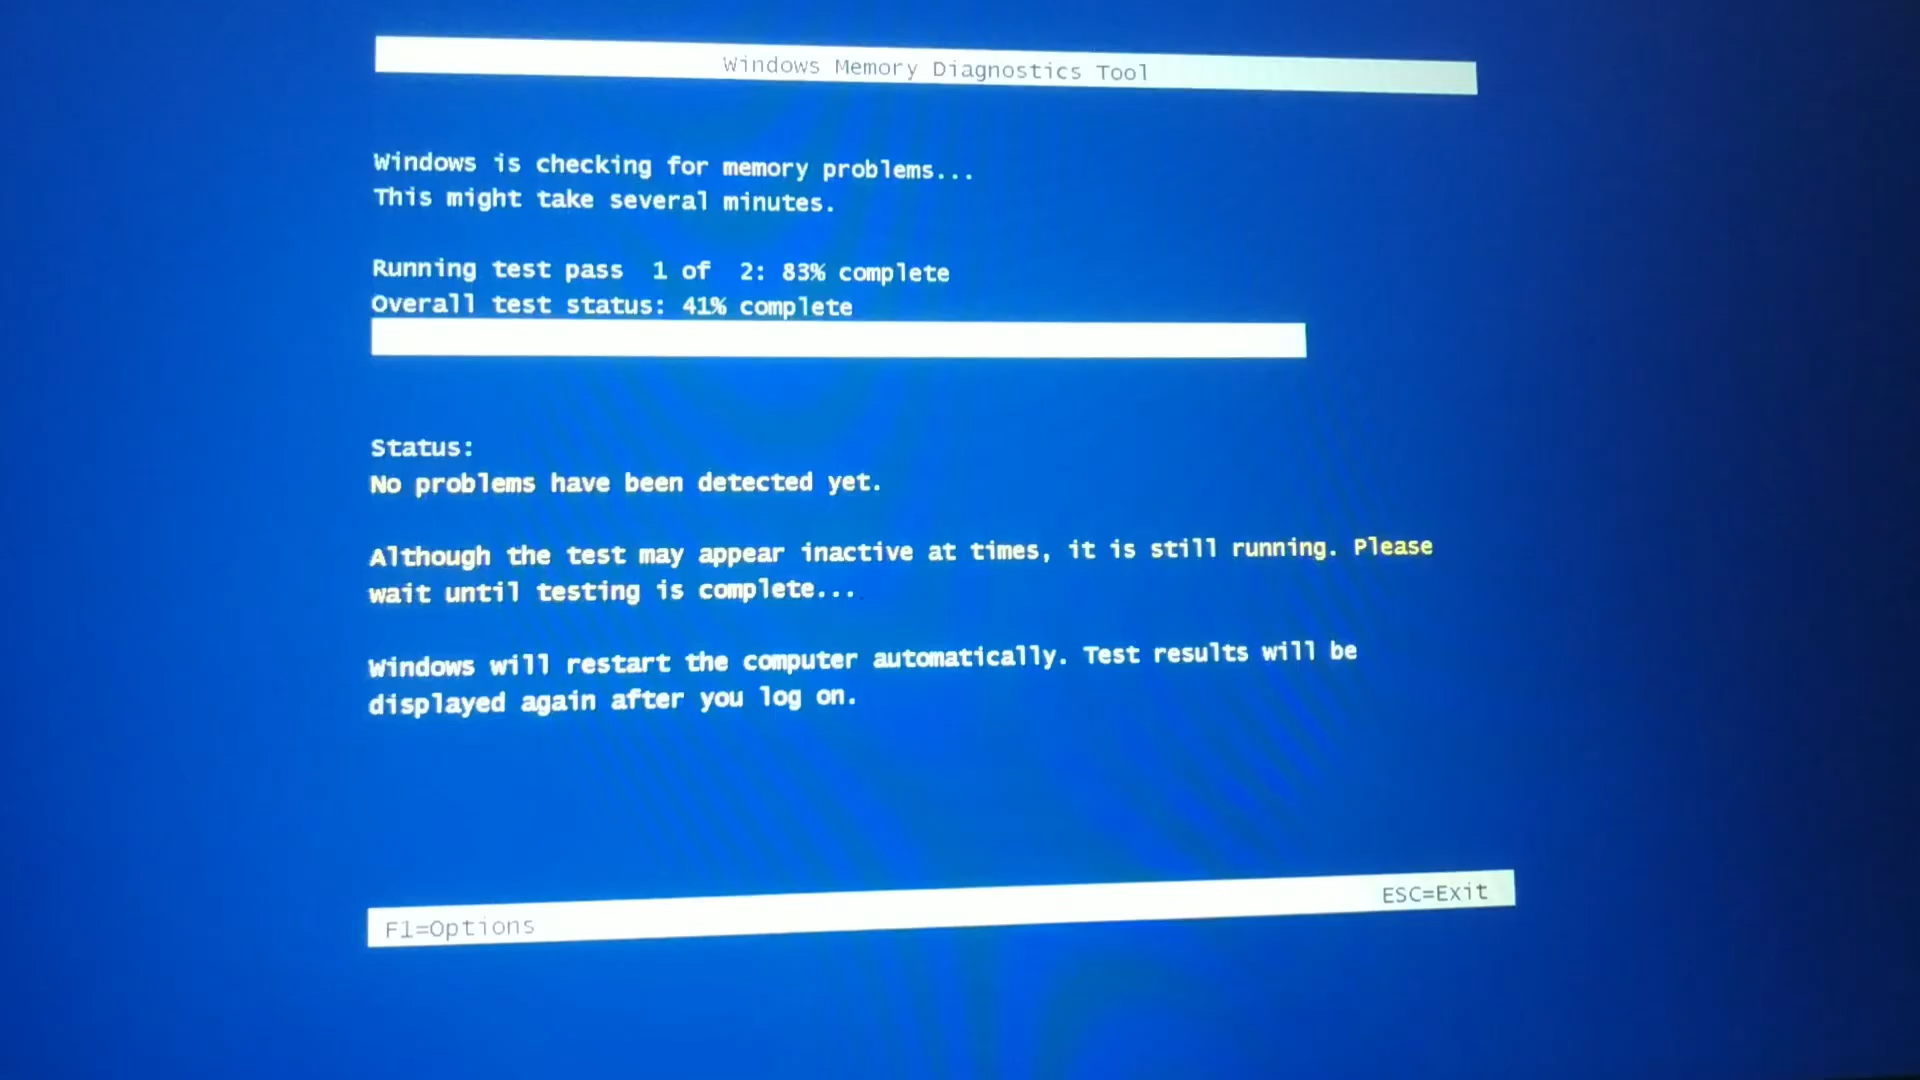 Windows Memory Diagnostics Tool
Windows is checking for memory problems...
This might take several minutes.
Running test pass  1 of  2: 83% complete
Overall test status: 41% complete
Status:
No problems have been detected yet.
Although the test may appear inactive at times, it is still running. Please
wait until testing is complete...
Windows will restart the computer automatically. Test results will be
displayed again after you log on.
F1=Options
ESC=Exit